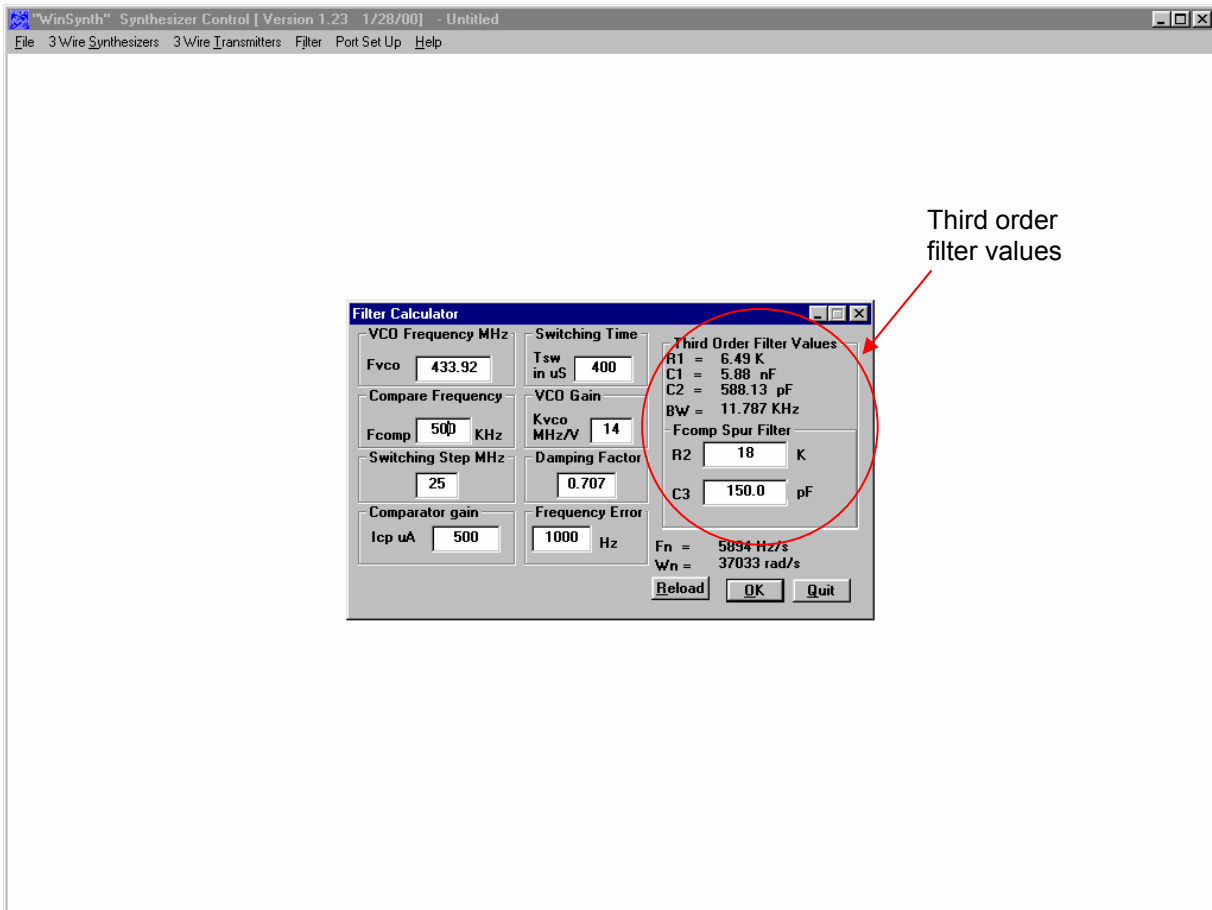 "WinSynth" Synthesizer Control [ Version 1.23 1/28/00] - Untitled
File 3 Wire Synthesizers 3 Wire Transmitters Filter Port Set Up Help
Third order
filter values
Filter Calculator
VCO Frequency MHz
Fvco 433.92
Compare Frequency
Fcomp 500 KHz
Switching Step MHz
25
Comparator gain
Icp uA 500
Switching Time
Tsw
in uS 400
VCO Gain
Kvco
MHz/V 14
Damping Factor
0.707
Frequency Error
1000 Hz
Third Order Filter Values
R1 = 6.49 K
C1 = 5.88 nF
C2 = 588.13 pF
BW = 11.787 KHz
Fcomp Spur Filter
R2 18 K
C3 150.0 pF
Fn = 5894 Hz/s
Wn = 37033 rad/s
Reload OK Quit